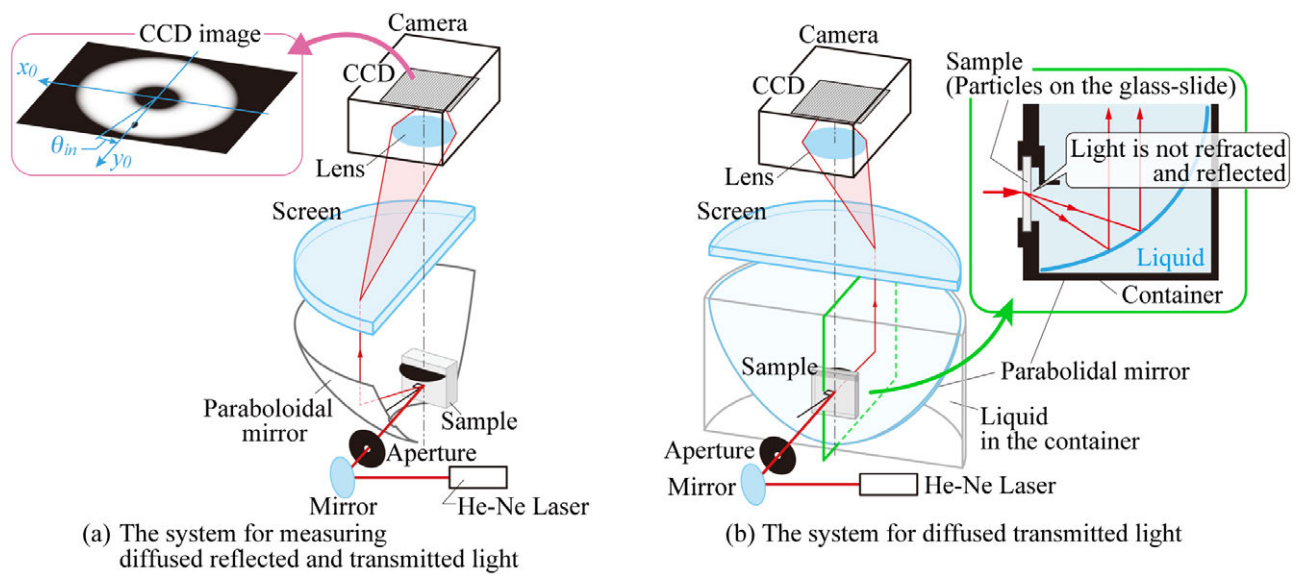 CCD image
x0
θin
y0
Camera
CCD
Lens
Screen
Paraboloidal
mirror
Sample
Aperture
Mirror
He-Ne Laser
(a) The system for measuring
diffused reflected and transmitted light
Camera
CCD
Lens
Screen
Sample
Aperture
Mirror
He-Ne Laser
Sample
(Particles on the glass-slide)
Light is not refracted
and reflected
Liquid
Container
Parabolidal mirror
Liquid
in the container
(b) The system for diffused transmitted light